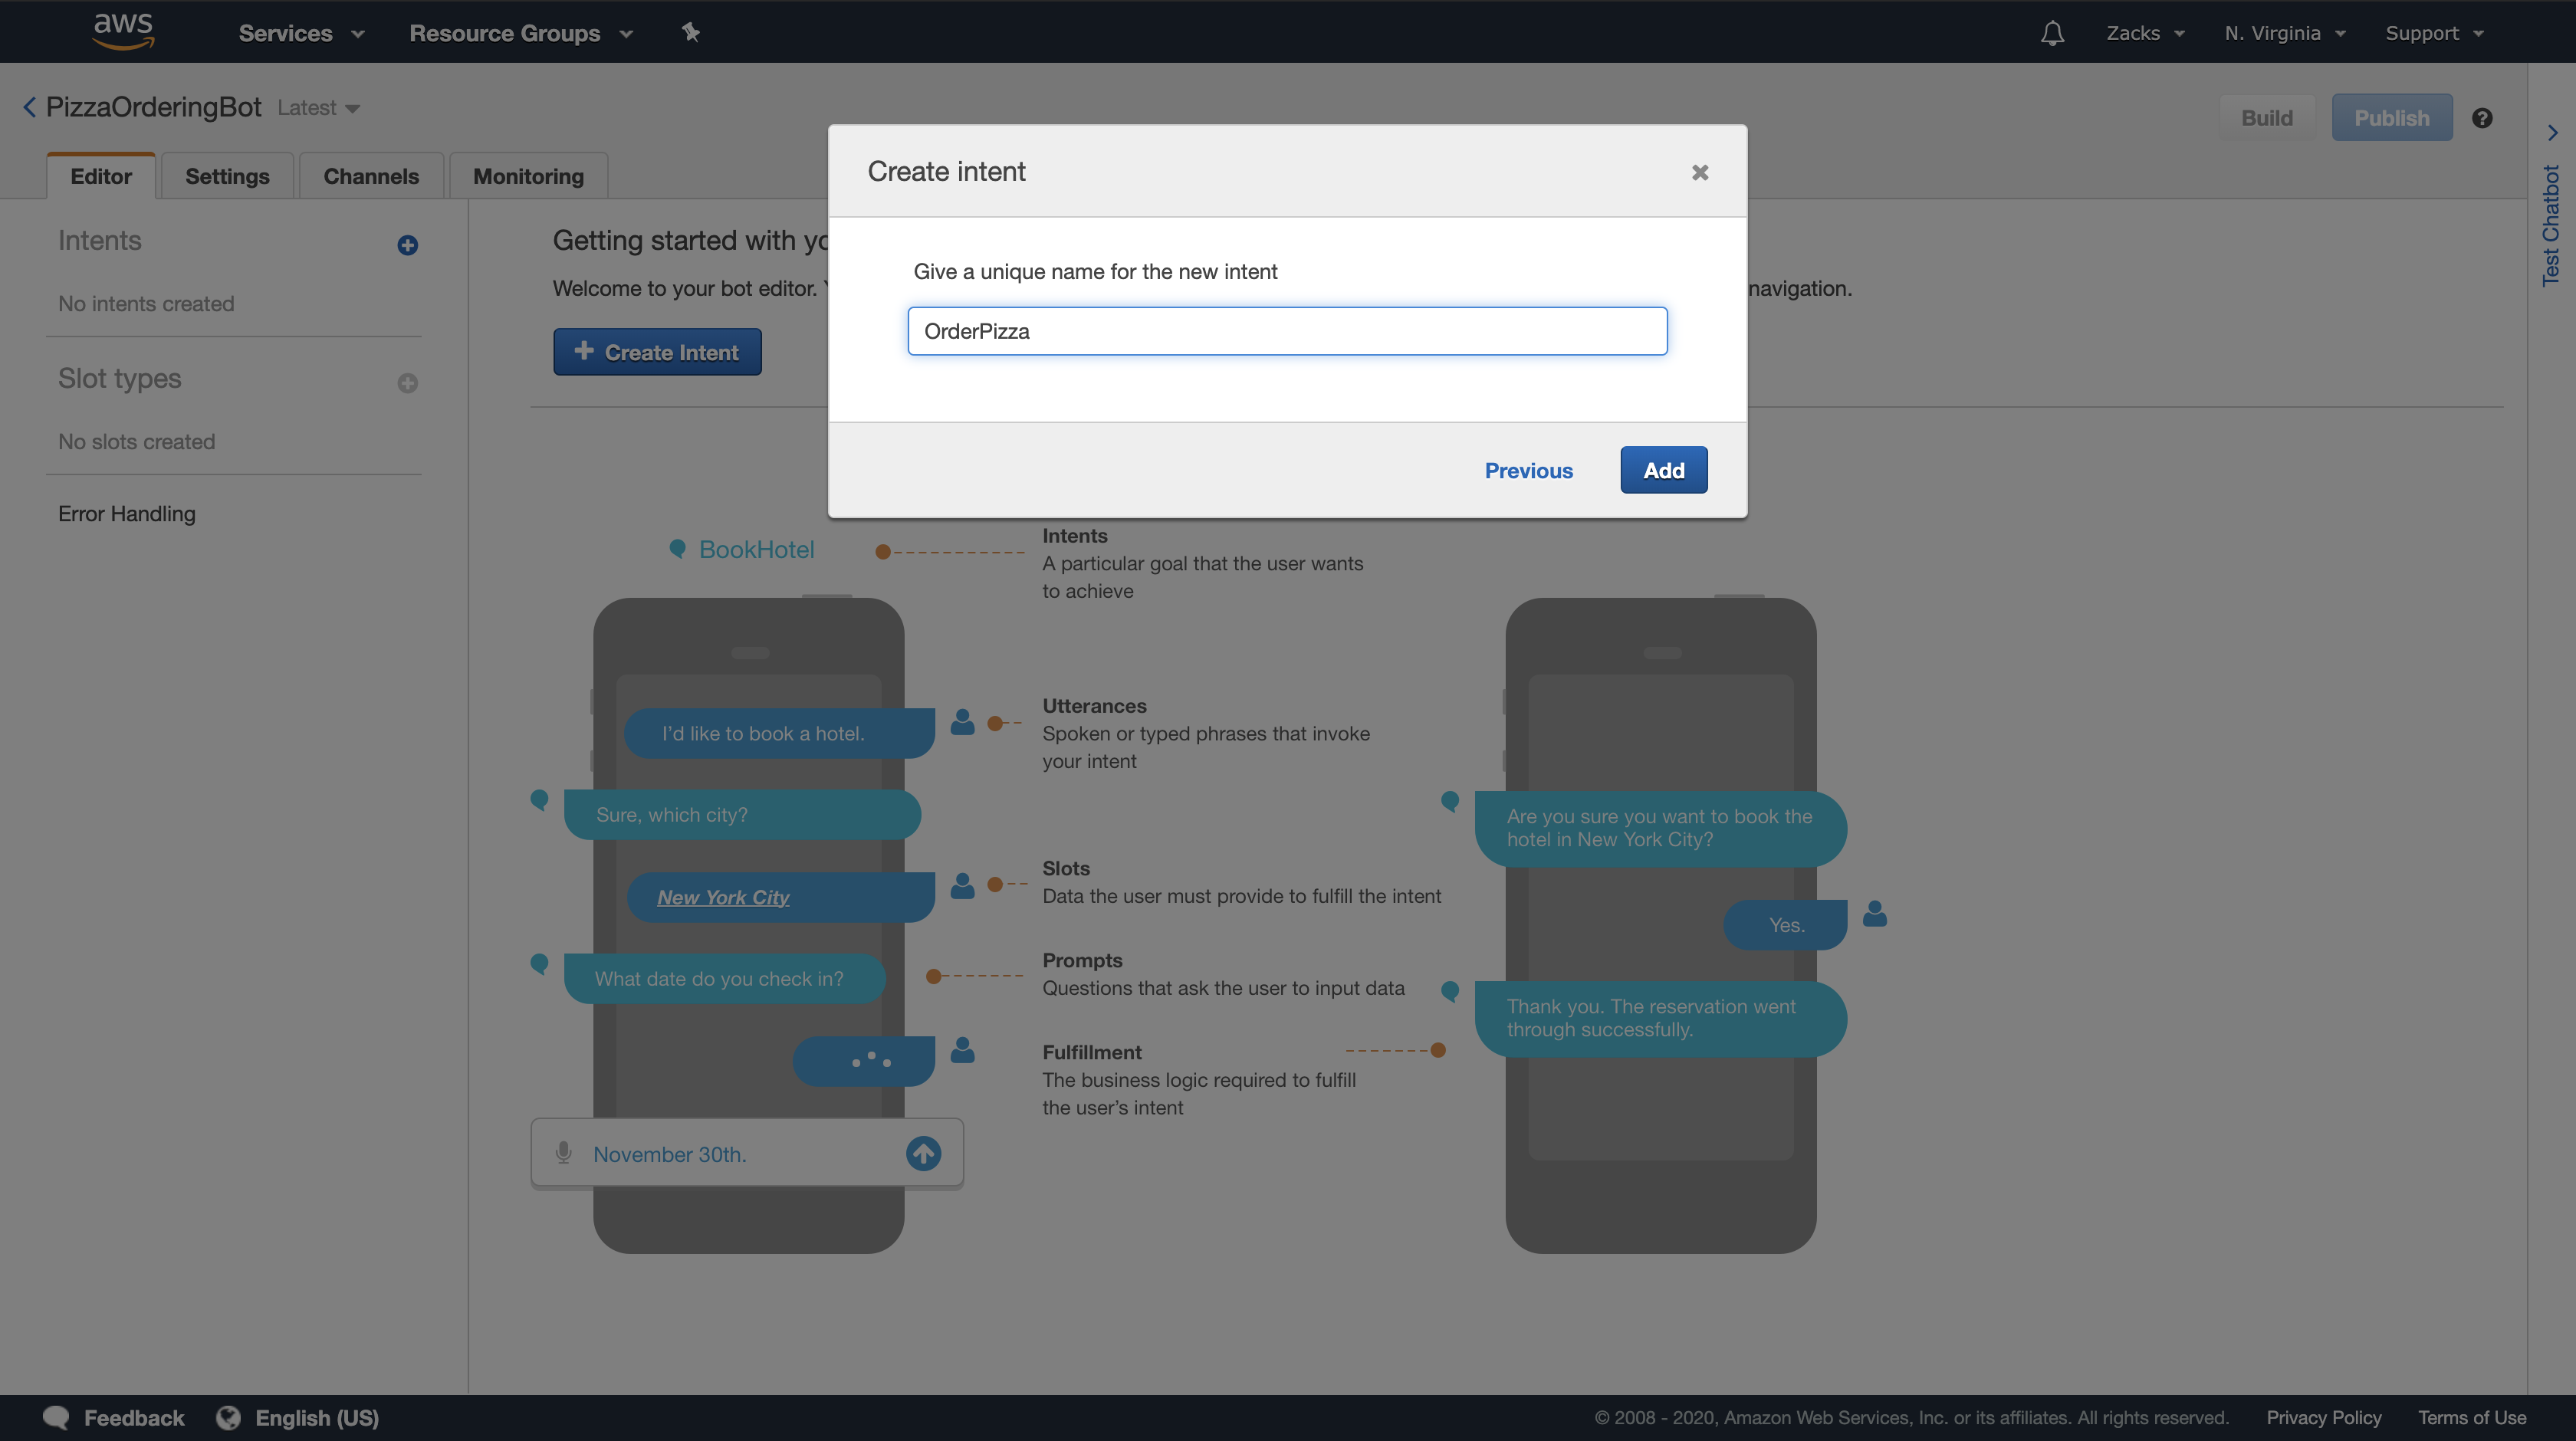 aws
Services
Resource Groups
Zacks
N. Virginia
Support
PizzaOrderingBot
Latest
Build
Publish
?
Test Chatbot
Editor
Settings
Channels
Monitoring
Intents
No intents created
Slot types
No slots created
Error Handling
Getting started with yo
Welcome to your bot editor.
navigation.
Create Intent
Create intent
Give a unique name for the new intent
OrderPizza
Previous
Add
BookHotel
Intents
A particular goal that the user wants
to achieve
I'd like to book a hotel.
Utterances
Spoken or typed phrases that invoke
your intent
Sure, which city?
New York City
Slots
Data the user must provide to fulfill the intent
What date do you check in?
Prompts
Questions that ask the user to input data
Fulfillment
The business logic required to fulfill
the user's intent
November 30th.
Are you sure you want to book the
hotel in New York City?
Yes.
Thank you. The reservation went
through successfully.
Feedback
English (US)
© 2008 - 2020, Amazon Web Services, Inc. or its affiliates. All rights reserved.
Privacy Policy
Terms of Use